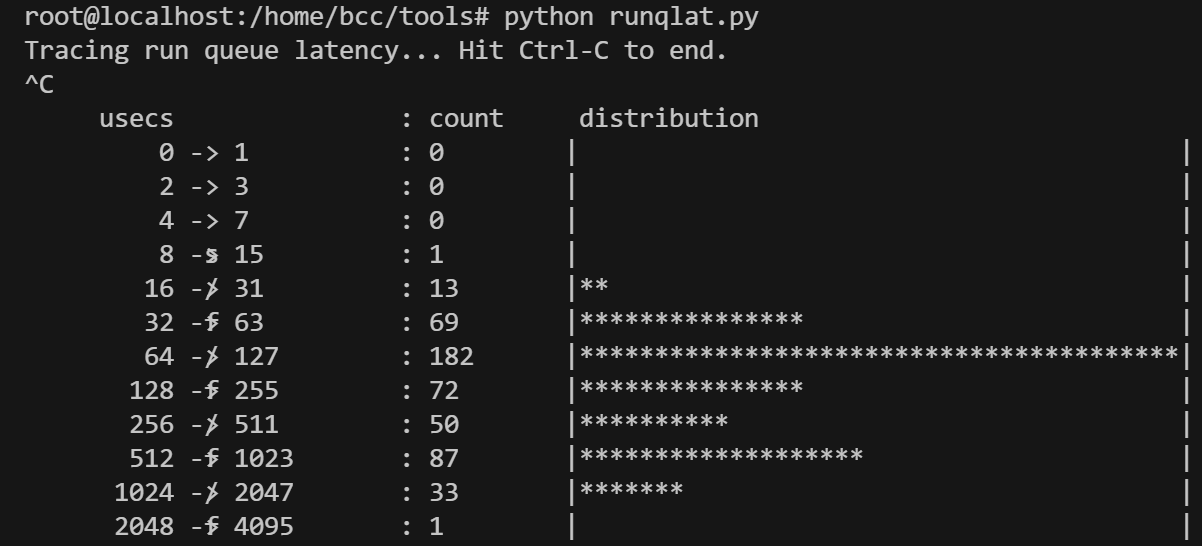 root@localhost:/home/bcc/tools# python runqlat.py
Tracing run queue latency... Hit Ctrl-C to end.
^C
     usecs               : count     distribution
         0 -> 1          : 0        |                                        |
         2 -> 3          : 0        |                                        |
         4 -> 7          : 0        |                                        |
         8 -> 15         : 1        |                                        |
        16 -> 31         : 13       |**                                      |
        32 -> 63         : 69       |***************                         |
        64 -> 127        : 182      |****************************************|
       128 -> 255        : 72       |***************                         |
       256 -> 511        : 50       |**********                              |
       512 -> 1023       : 87       |*******************                     |
      1024 -> 2047       : 33       |*******                                 |
      2048 -> 4095       : 1        |                                        |